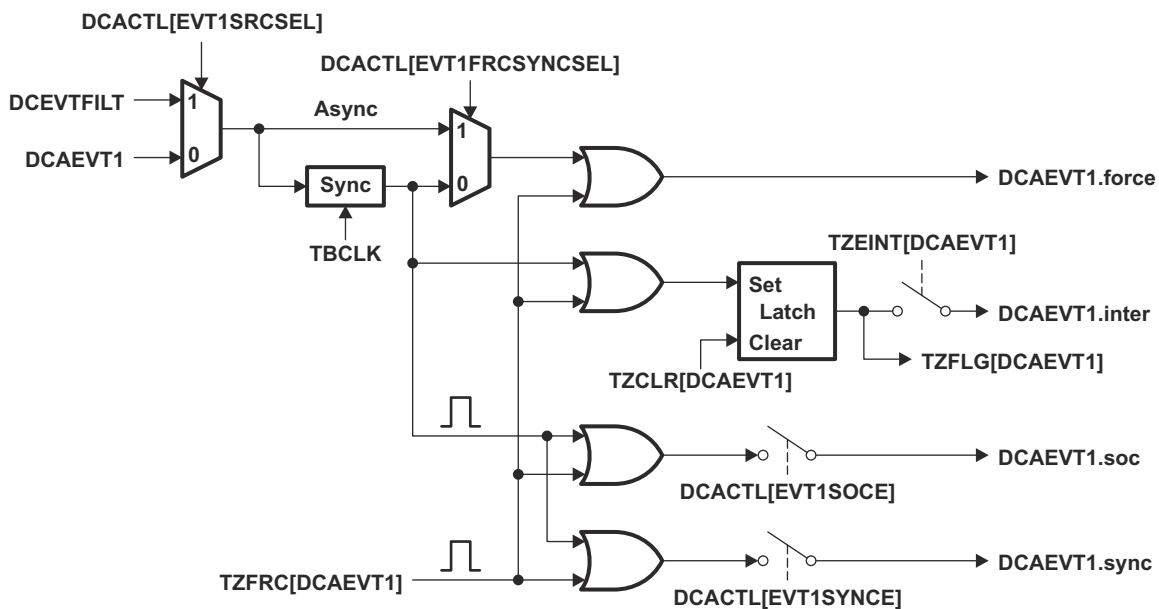 DCACTL[EVT1SRCSEL]
DCACTL[EVT1FRCSYNCSEL]
DCEVTFILT
1
Async
1
DCAEVT1
0
Sync
0
DCAEVT1.force
TBCLK
TZEINT[DCAEVT1]
Set
Latch
Clear
DCAEVT1.inter
TZCLR[DCAEVT1]
TZFLG[DCAEVT1]
DCAEVT1.soc
DCACTL[EVT1SOCE]
TZFRC[DCAEVT1]
DCAEVT1.sync
DCACTL[EVT1SYNCE]